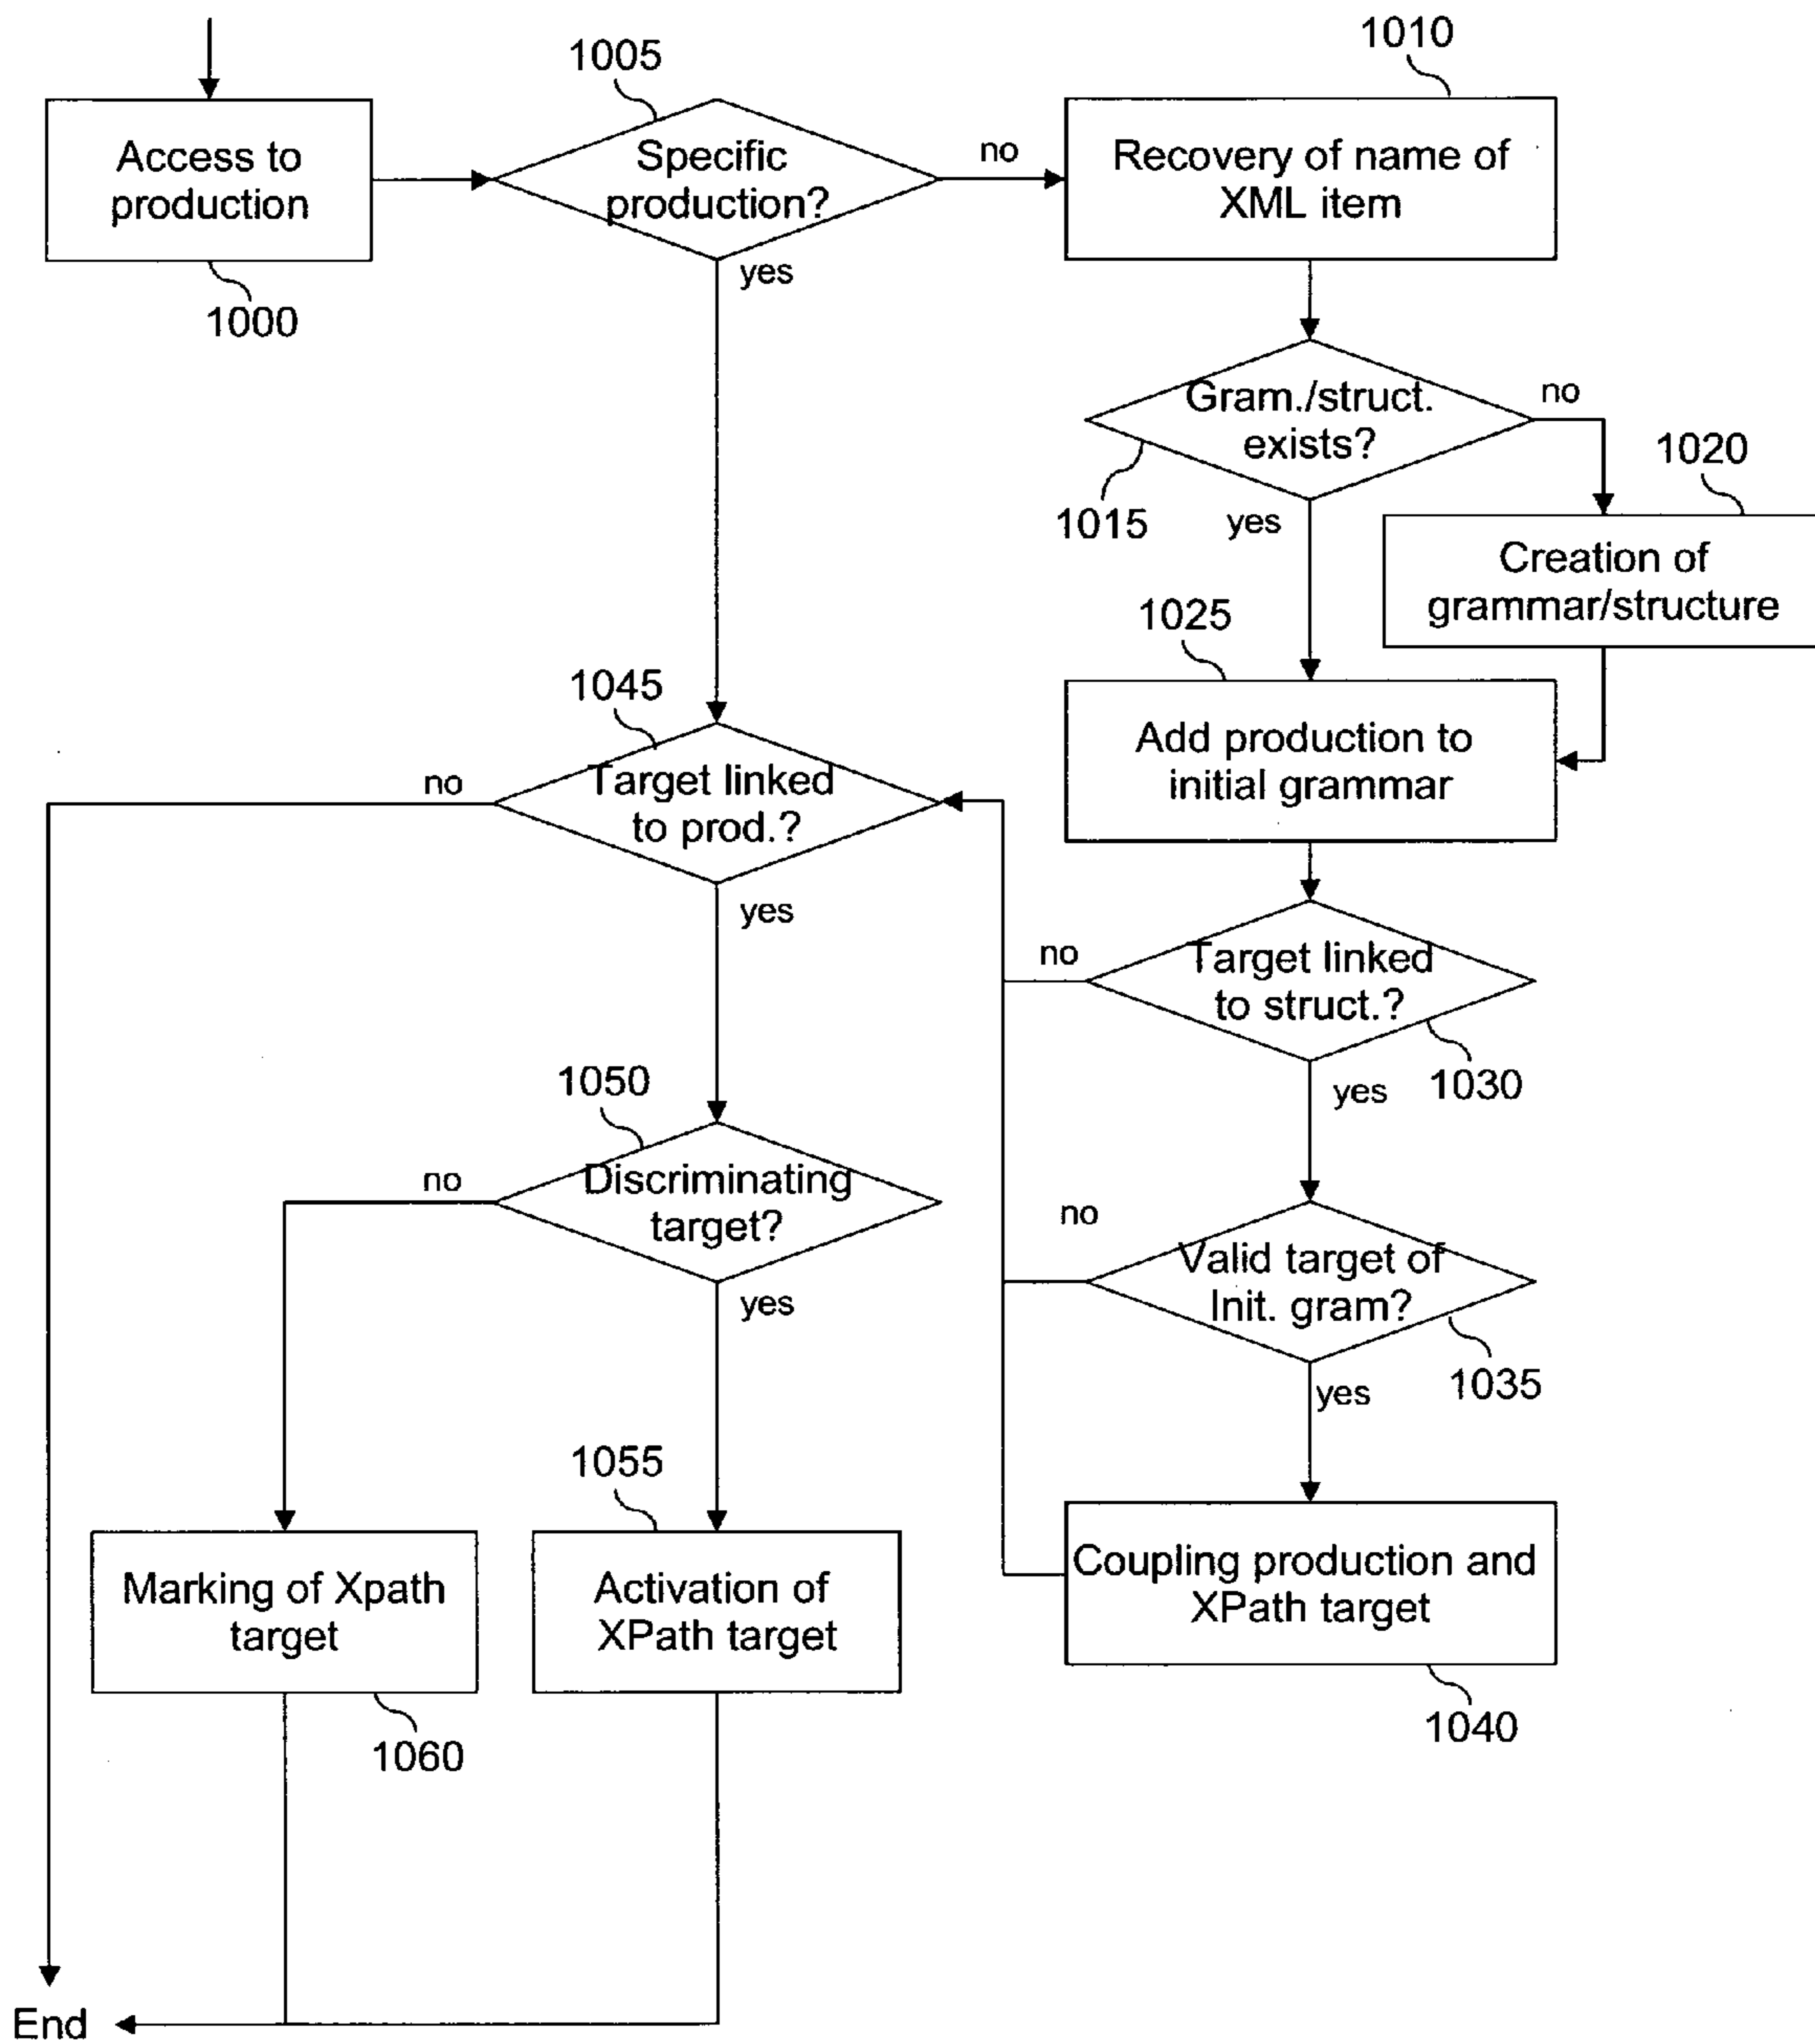 1005
1010
Access to
production
Specific
production?
no
Recovery of name of
XML item
yes
1000
Gram./struct.
exists?
no
1020
1015
yes
Creation of
grammar/structure
1025
1045
Add production to
initial grammar
no
Target linked
to prod.?
yes
no
Target linked
to struct.?
1050
yes
1030
no
Discriminating
target?
no
Valid target of
Init. gram?
yes
yes
1035
1055
Marking of Xpath
target
Activation of
XPath target
Coupling production and
XPath target
1060
1040
End